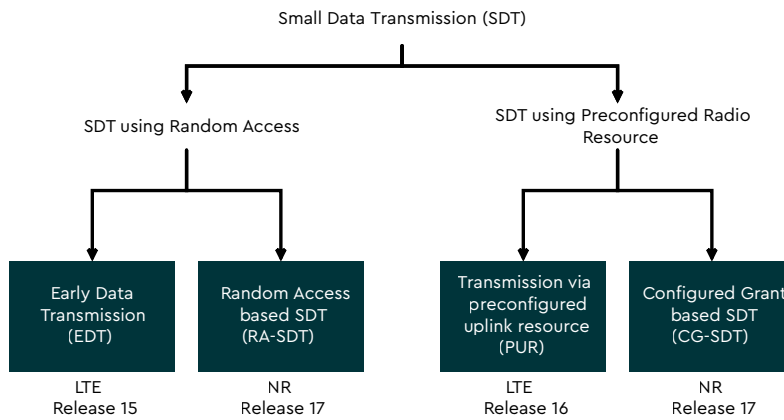 Small Data Transmission (SDT)
SDT using Random Access
SDT using Preconfigured Radio
Resource
Early Data
Transmission
(EDT)
Random Access
based SDT
(RA-SDT)
Transmission via
preconfigured
uplink resource
(PUR)
Configured Grant
based SDT
(CG-SDT)
LTE
Release 15
NR
Release 17
LTE
Release 16
NR
Release 17